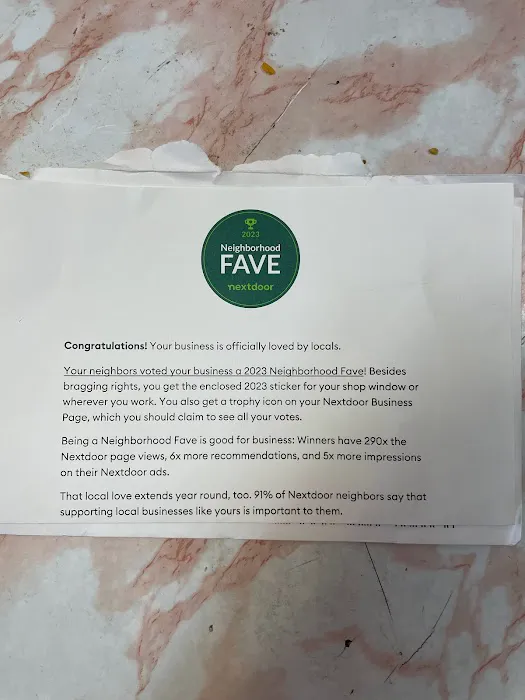 2023
Neighborhood
FAVE
nextdoor
Congratulations! Your business is officially loved by locals.
Your neighbors voted your business a 2023 Neighborhood Fave! Besides
bragging rights, you get the enclosed 2023 sticker for your shop window or
wherever you work. You also get a trophy icon on your Nextdoor Business
Page, which you should claim to see all your votes.
Being a Neighborhood Fave is good for business: Winners have 290x the
Nextdoor page views, 6x more recommendations, and 5x more impressions
on their Nextdoor ads.
That local love extends year round, too. 91% of Nextdoor neighbors say that
supporting local businesses like yours is important to them.